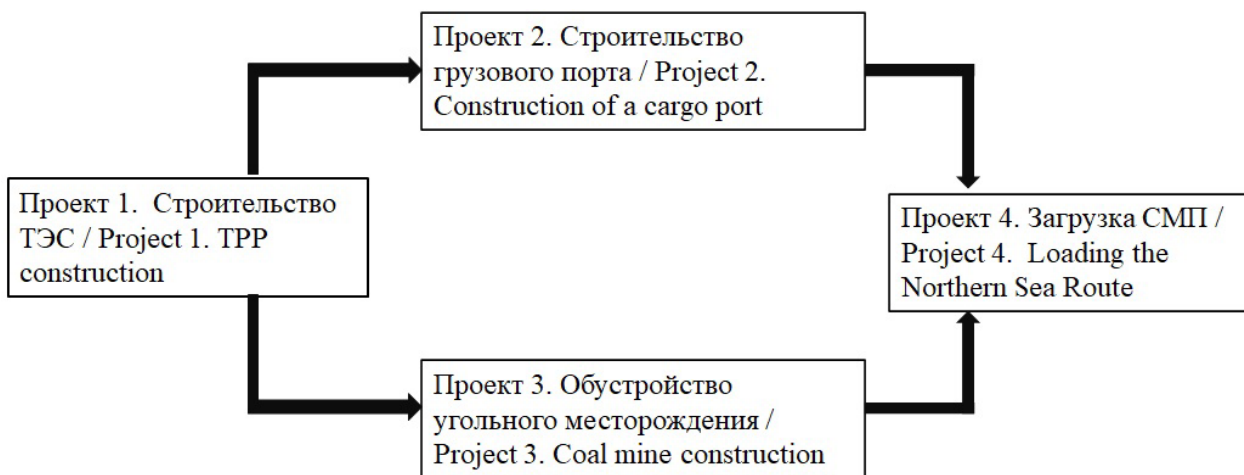 Проект 2. Строительство
грузового порта / Project 2.
Construction of a cargo port
Проект 1. Строительство
ТЭС / Project 1. TPP
construction
Проект 4. Загрузка СМП /
Project 4. Loading the
Northern Sea Route
Проект 3. Обустройство
угольного месторождения /
Project 3. Coal mine construction